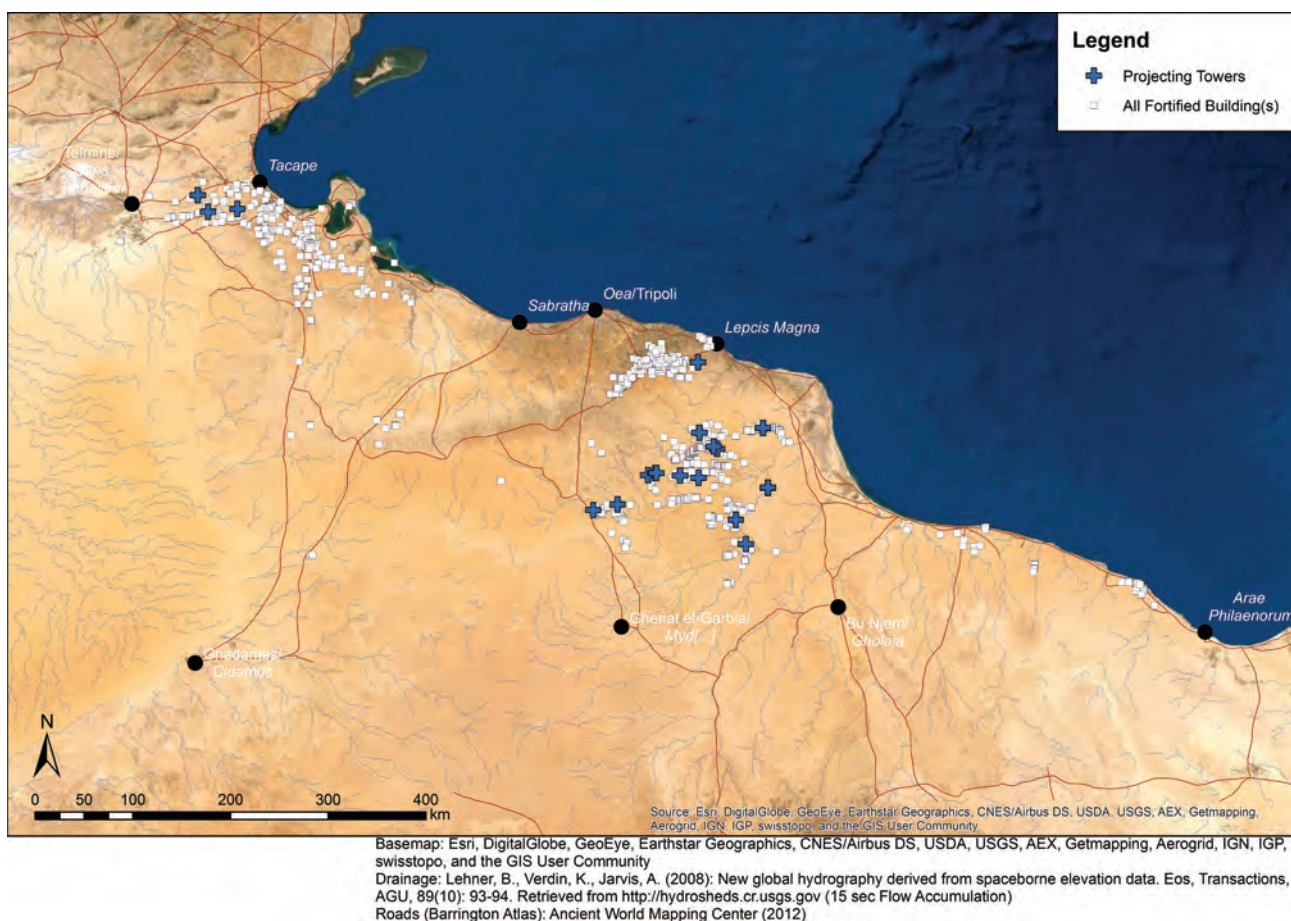 Legend
Projecting Towers
All Fortified Building(s)
Telmine/
Tacape
Sabratha
Oea/Tripoli
Lepcis Magna
Gheriat el-Garbia/
Myd[...]
Bu Njem/
Gholaia
Arae
Philaenorum
Ghadames/
Cidamus
N
0 50 100 200 300 400
km
Source: Esri, DigitalGlobe, GeoEye, Earthstar Geographics, CNES/Airbus DS, USDA, USGS, AEX, Getmapping,
Aerogrid, IGN, IGP, swisstopo, and the GIS User Community
Basemap: Esri, DigitalGlobe, GeoEye, Earthstar Geographics, CNES/Airbus DS, USDA, USGS, AEX, Getmapping, Aerogrid, IGN, IGP,
swisstopo, and the GIS User Community
Drainage: Lehner, B., Verdin, K., Jarvis, A. (2008): New global hydrography derived from spaceborne elevation data. Eos, Transactions,
AGU, 89(10): 93-94. Retrieved from http://hydrosheds.cr.usgs.gov (15 sec Flow Accumulation)
Roads (Barrington Atlas): Ancient World Mapping Center (2012)